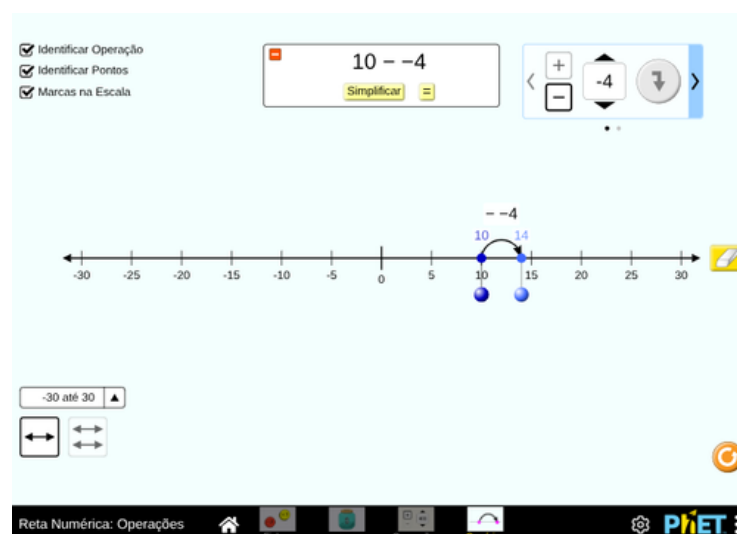 Identificar Operação
Identificar Pontos
Marcas na Escala
10 − −4
Simplificar =
+
−
-4
− −4
10 14
-30 -25 -20 -15 -10 -5 0 5 10 15 20 25 30
-30 até 30
Reta Numérica: Operações
PhET